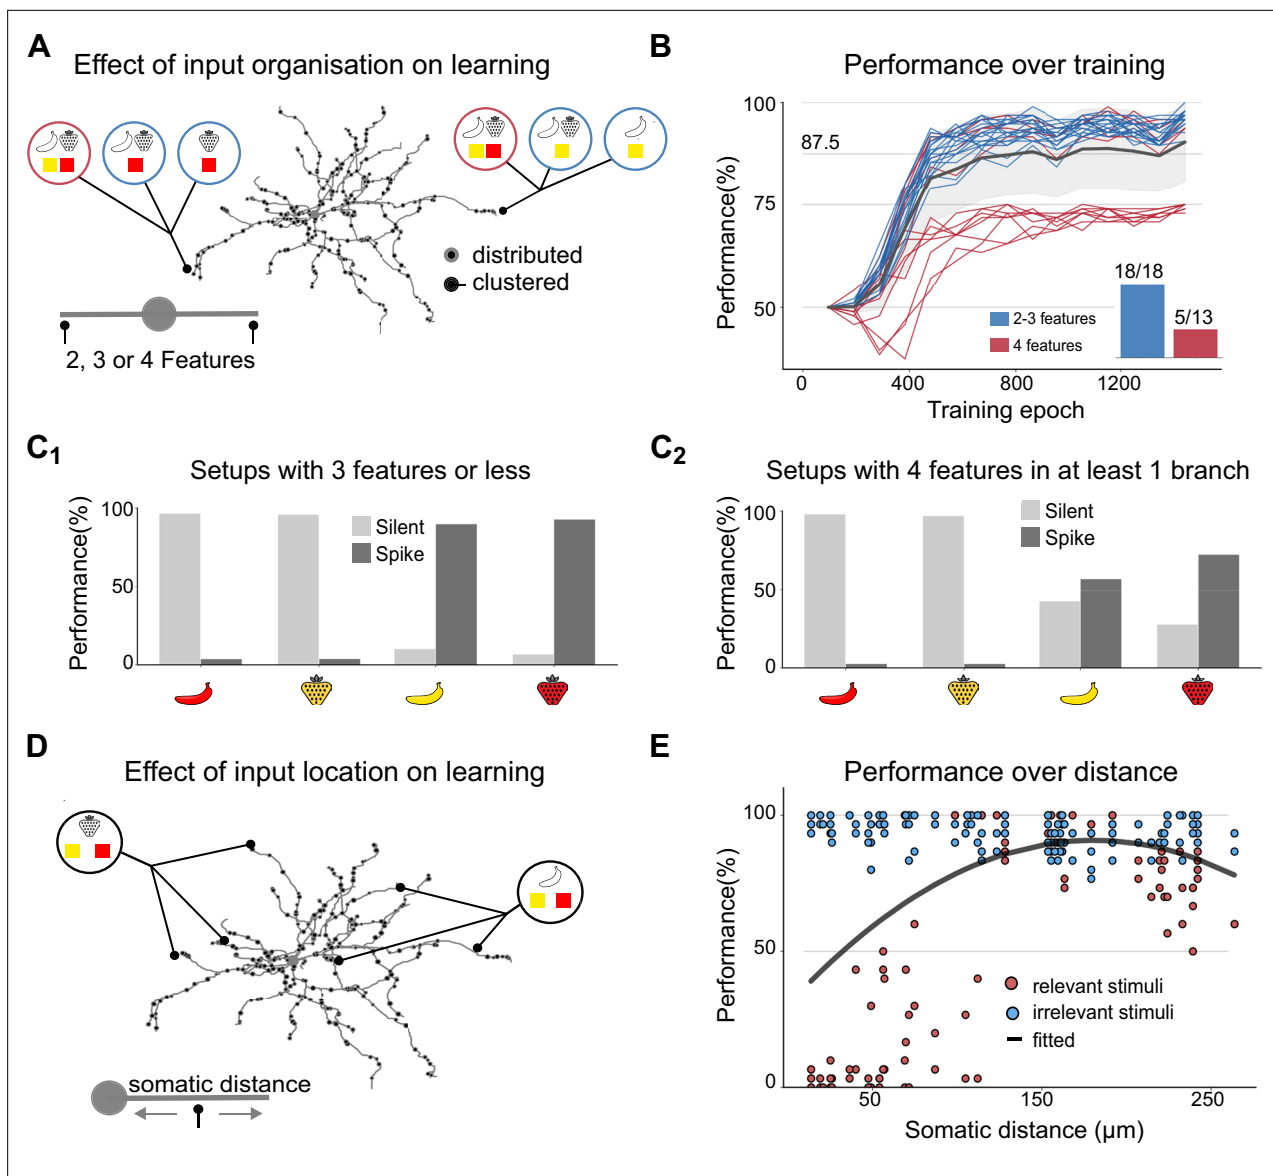 A
Effect of input organisation on learning
distributed
clustered
2, 3 or 4 Features
B
Performance over training
Performance(%)
100
87.5
75
50
18/18
5/13
2-3 features
4 features
0
400
800
1200
Training epoch
C1
Setups with 3 features or less
Performance(%)
100
50
0
Silent
Spike
C2
Setups with 4 features in at least 1 branch
Performance(%)
100
50
0
Silent
Spike
D
Effect of input location on learning
somatic distance
E
Performance over distance
Performance(%)
100
50
0
relevant stimuli
irrelevant stimuli
fitted
50
150
250
Somatic distance (μm)